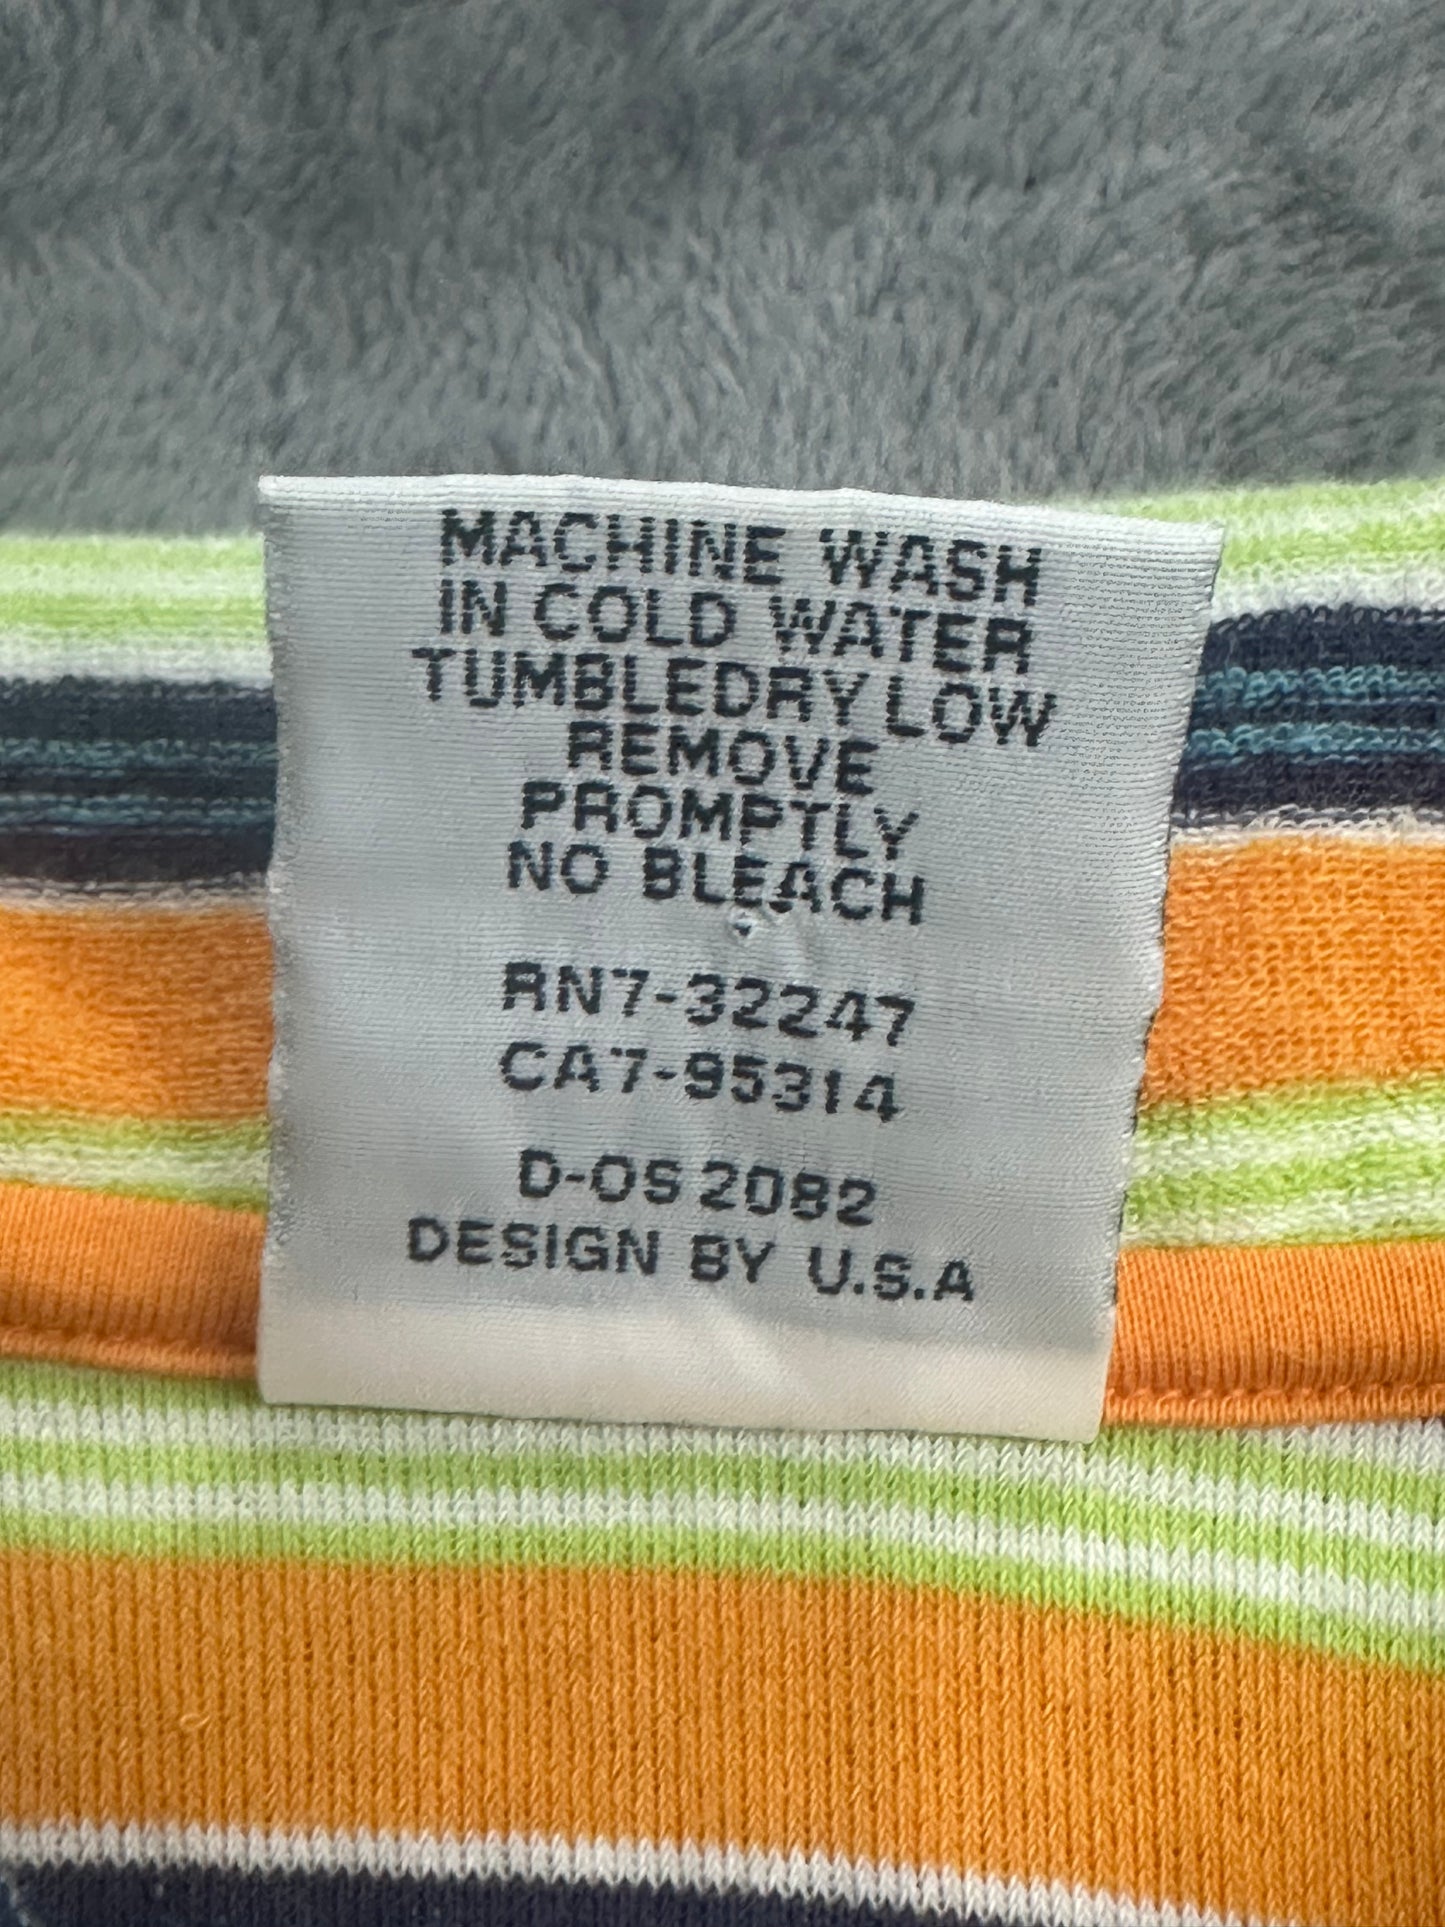 MACHINE WASH
IN COLD WATER
TUMBLEDRY LOW
REMOVE
PROMPTLY
NO BLEACH
RN7-32247
CA7-95314
D-OS 2082
DESIGN BY U.S.A